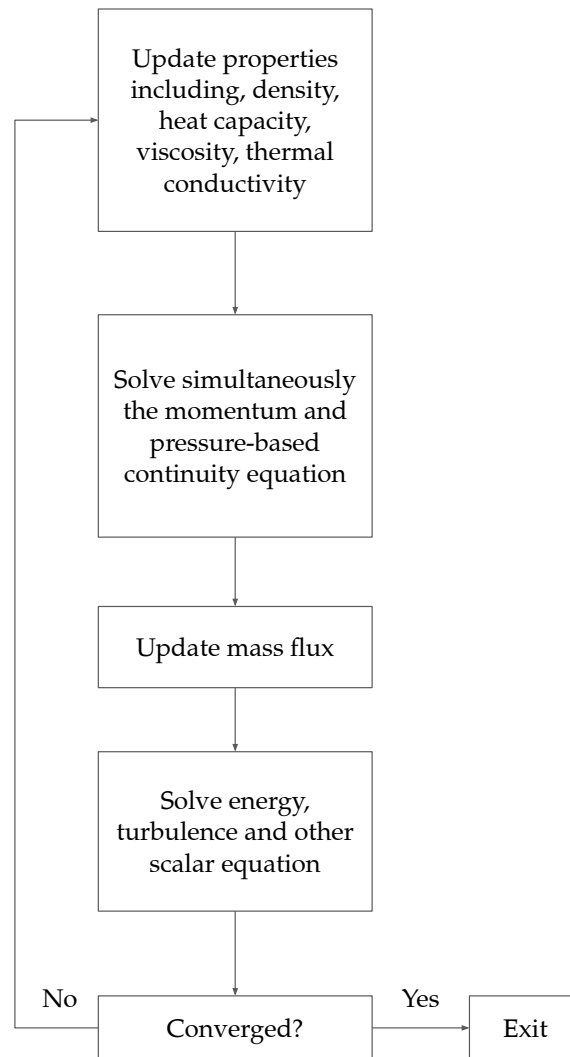 Update properties
including, density,
heat capacity,
viscosity, thermal
conductivity
Solve simultaneously
the momentum and
pressure-based
continuity equation
Update mass flux
Solve energy,
turbulence and other
scalar equation
No
Yes
Converged?
Exit